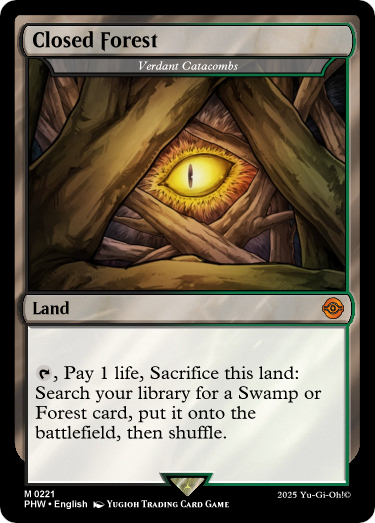 Closed Forest
Verdant Catacombs
Land
, Pay 1 life, Sacrifice this land:
Search your library for a Swamp or
Forest card, put it onto the
battlefield, then shuffle.
M 0221
PHW • English Yugioh Trading Card Game
2025 Yu-Gi-Oh!©